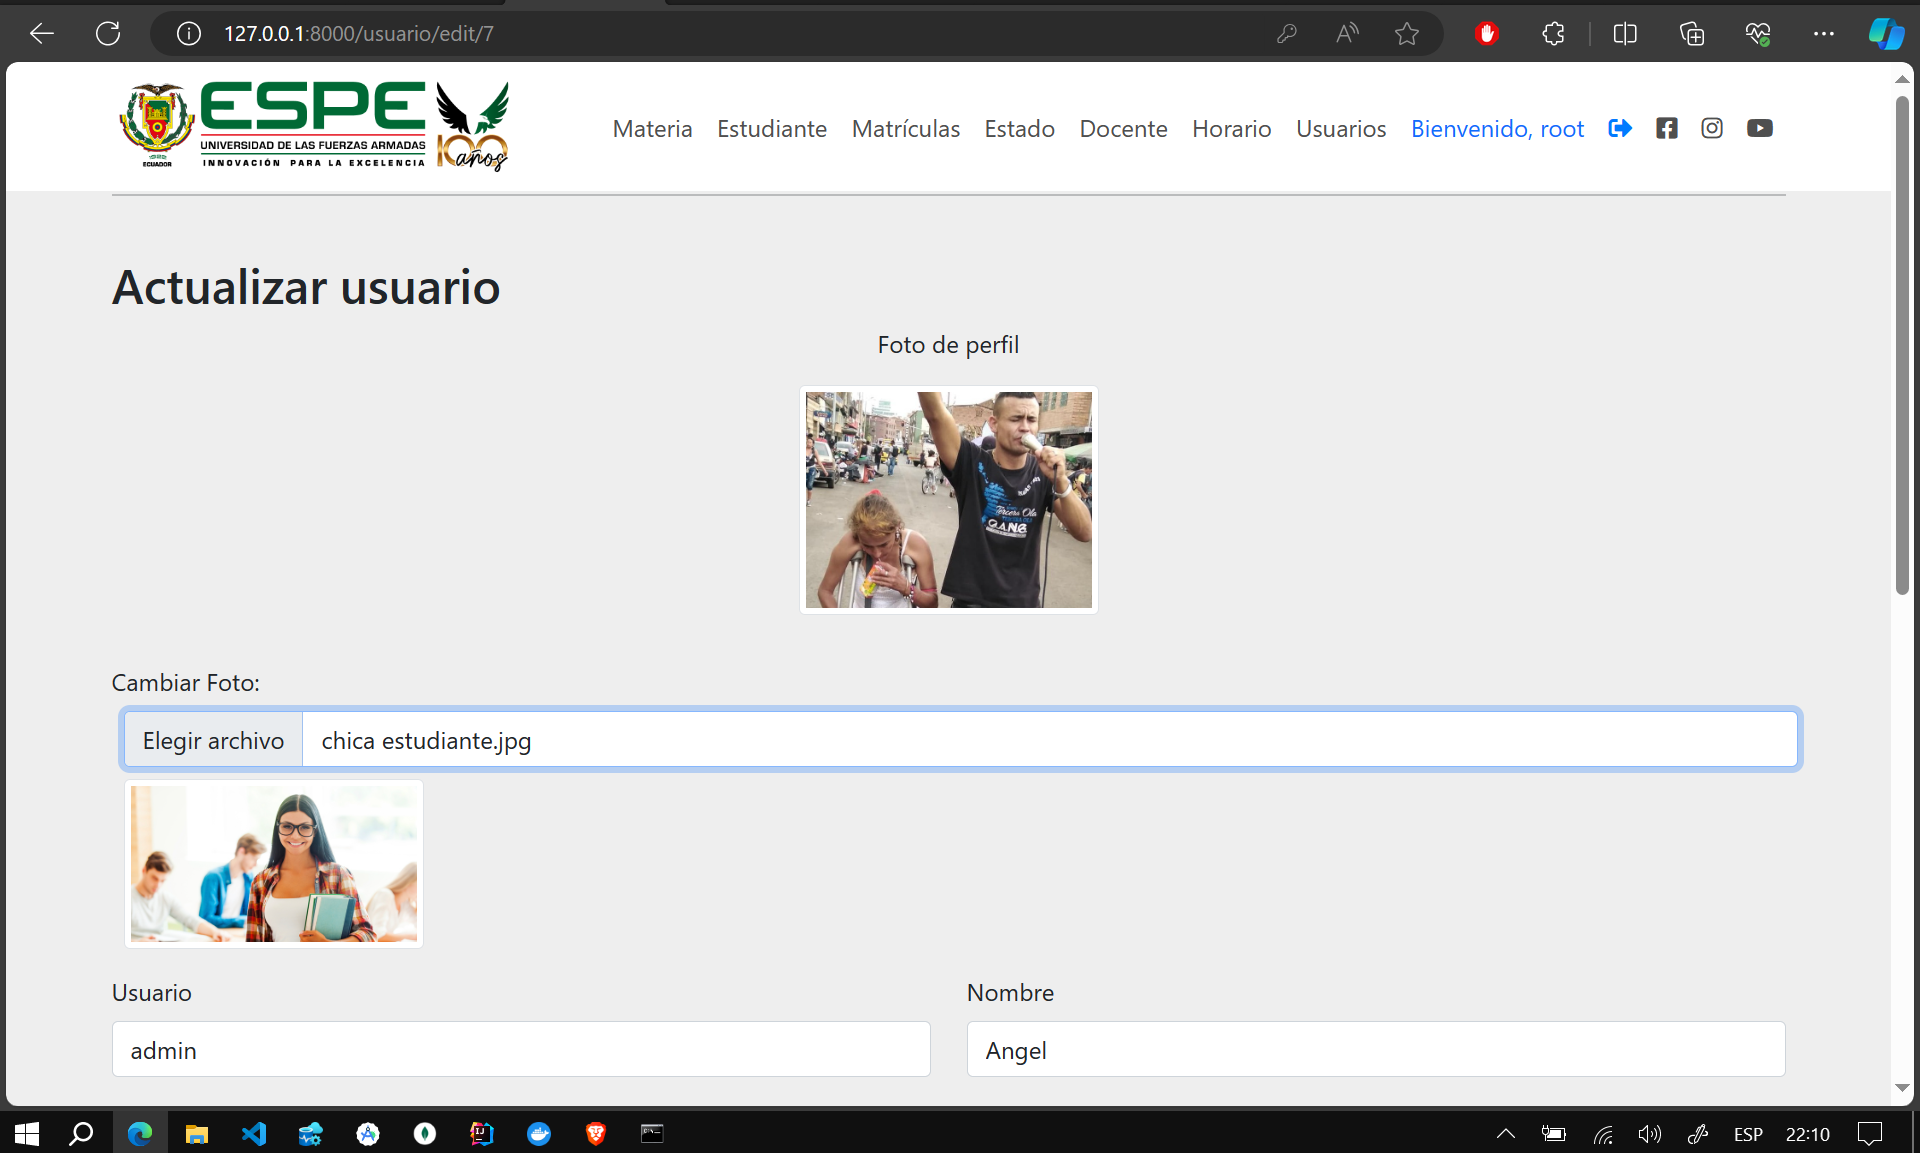 127.0.0.1:8000/usuario/edit/7
ESPE
UNIVERSIDAD DE LAS FUERZAS ARMADAS
INNOVACIÓN PARA LA EXCELENCIA
ECUADOR
100 años
Materia Estudiante Matrículas Estado Docente Horario Usuarios Bienvenido, root
Actualizar usuario
Foto de perfil
Tercera Ola
G.A.N.G.
Cambiar Foto:
Elegir archivo chica estudiante.jpg
Usuario Nombre
admin Angel
ESP 22:10